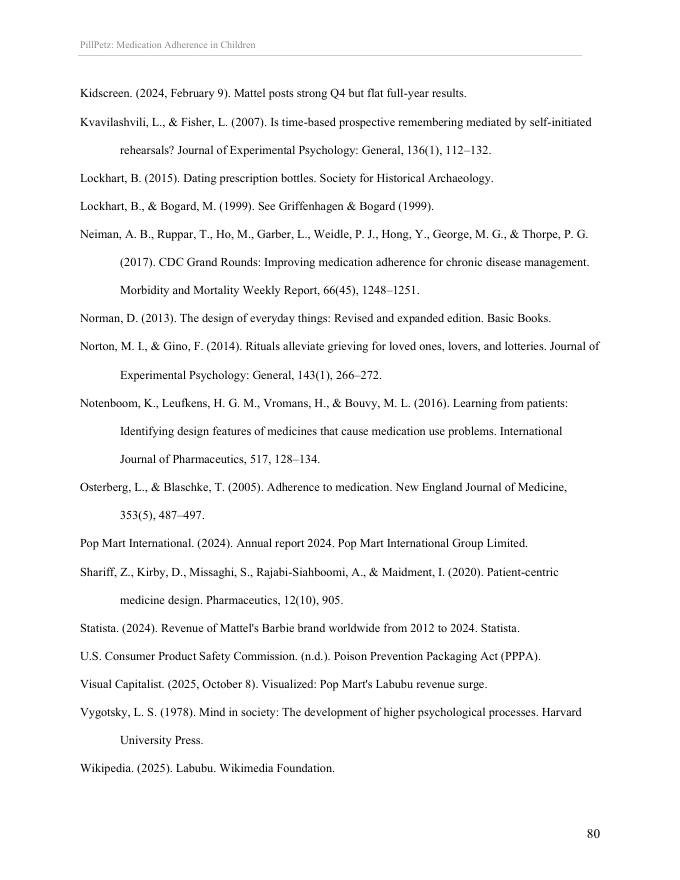 PillPetz: Medication Adherence in Children
Kidscreen. (2024, February 9). Mattel posts strong Q4 but flat full-year results.
Kvavilashvili, L., & Fisher, L. (2007). Is time-based prospective remembering mediated by self-initiated
rehearsals? Journal of Experimental Psychology: General, 136(1), 112–132.
Lockhart, B. (2015). Dating prescription bottles. Society for Historical Archaeology.
Lockhart, B., & Bogard, M. (1999). See Griffenhagen & Bogard (1999).
Neiman, A. B., Ruppar, T., Ho, M., Garber, L., Weidle, P. J., Hong, Y., George, M. G., & Thorpe, P. G.
(2017). CDC Grand Rounds: Improving medication adherence for chronic disease management.
Morbidity and Mortality Weekly Report, 66(45), 1248–1251.
Norman, D. (2013). The design of everyday things: Revised and expanded edition. Basic Books.
Norton, M. I., & Gino, F. (2014). Rituals alleviate grieving for loved ones, lovers, and lotteries. Journal of
Experimental Psychology: General, 143(1), 266–272.
Notenboom, K., Leufkens, H. G. M., Vromans, H., & Bouvy, M. L. (2016). Learning from patients:
Identifying design features of medicines that cause medication use problems. International
Journal of Pharmaceutics, 517, 128–134.
Osterberg, L., & Blaschke, T. (2005). Adherence to medication. New England Journal of Medicine,
353(5), 487–497.
Pop Mart International. (2024). Annual report 2024. Pop Mart International Group Limited.
Shariff, Z., Kirby, D., Missaghi, S., Rajabi-Siahboomi, A., & Maidment, I. (2020). Patient-centric
medicine design. Pharmaceutics, 12(10), 905.
Statista. (2024). Revenue of Mattel's Barbie brand worldwide from 2012 to 2024. Statista.
U.S. Consumer Product Safety Commission. (n.d.). Poison Prevention Packaging Act (PPPA).
Visual Capitalist. (2025, October 8). Visualized: Pop Mart's Labubu revenue surge.
Vygotsky, L. S. (1978). Mind in society: The development of higher psychological processes. Harvard
University Press.
Wikipedia. (2025). Labubu. Wikimedia Foundation.
80